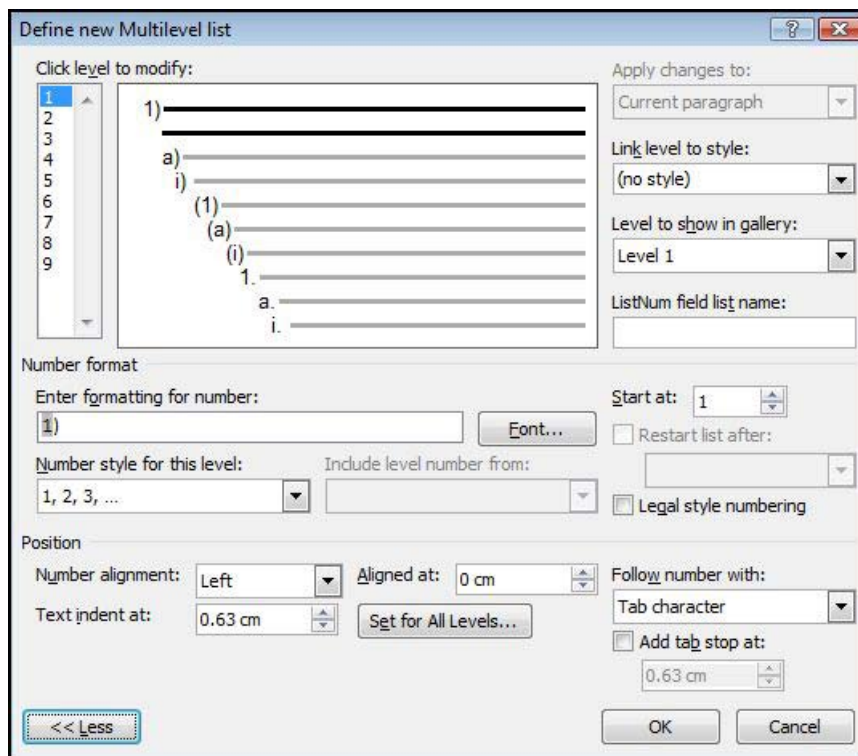 Define new Multilevel list
Click level to modify:
1
2
3
4
5
6
7
8
9
1)
a)
i)
(1)
(a)
(i)
1.
a.
i.
Apply changes to:
Current paragraph
Link level to style:
(no style)
Level to show in gallery:
Level 1
ListNum field list name:
Number format
Enter formatting for number:
1)
Font...
Start at: 1
Restart list after:
Number style for this level:
Include level number from:
1, 2, 3, ...
Legal style numbering
Position
Number alignment: Left
Aligned at: 0 cm
Text indent at: 0.63 cm
Set for All Levels...
Follow number with:
Tab character
Add tab stop at:
0.63 cm
<< Less
OK
Cancel